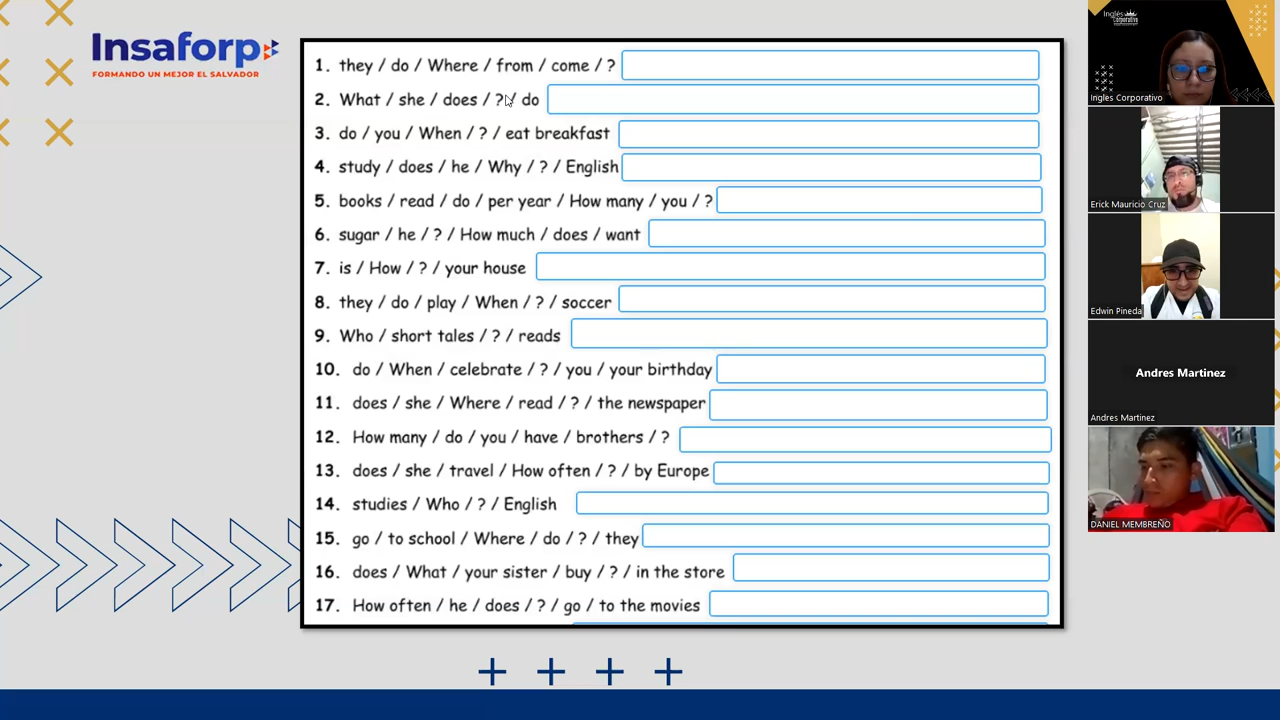 Insaforp
FORMANDO UN MEJOR EL SALVADOR
1. they / do / Where / from / come / ?
2. What / she / does / ? / do
3. do / you / When / ? / eat breakfast
4. study / does / he / Why / ? / English
5. books / read / do / per year / How many / you / ?
6. sugar / he / ? / How much / does / want
7. is / How / ? / your house
8. they / do / play / When / ? / soccer
9. Who / short tales / ? / reads
10. do / When / celebrate / ? / you / your birthday
11. does / she / Where / read / ? / the newspaper
12. How many / do / you / have / brothers / ?
13. does / she / travel / How often / ? / by Europe
14. studies / Who / ? / English
15. go / to school / Where / do / ? / they
16. does / What / your sister / buy / ? / in the store
17. How often / he / does / ? / go / to the movies
Inglés
Corporativo
Ingles Corporativo
Erick Mauricio Cruz
Edwin Pineda
Andres Martinez
Andres Martinez
DANIEL MEMBREÑO